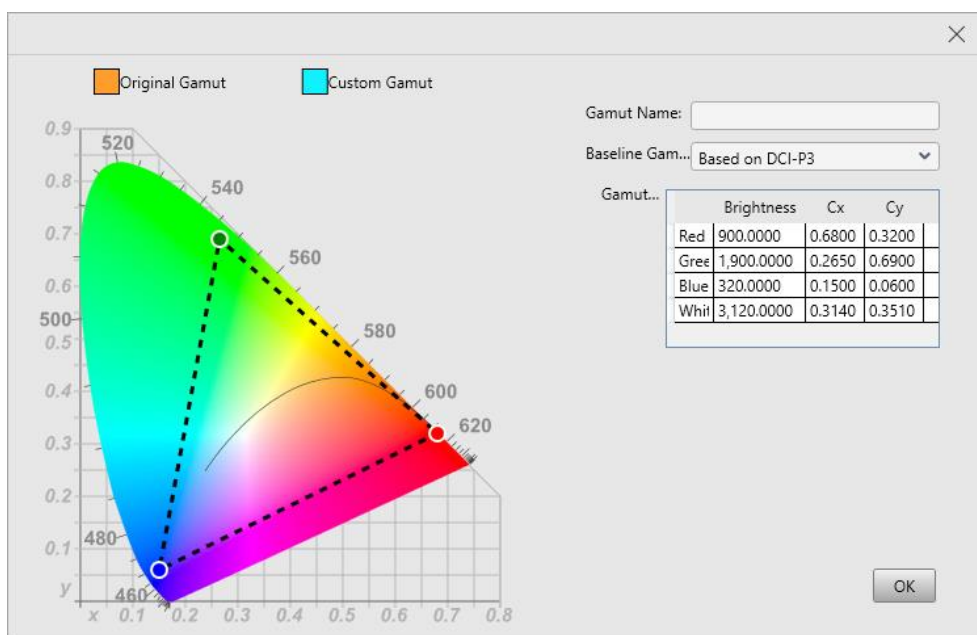 Original Gamut
Custom Gamut
Gamut Name:
Baseline Gam...
Based on DCI-P3
Gamut...
Brightness Cx Cy
Red 900.0000 0.6800 0.3200
Gree 1,900.0000 0.2650 0.6900
Blue 320.0000 0.1500 0.0600
Whit 3,120.0000 0.3140 0.3510
0.9
520
0.8
540
0.7
560
0.6
500
580
0.5
0.4
600
620
0.3
0.2
0.1
480
y
460
x 0.1 0.2 0.3 0.4 0.5 0.6 0.7 0.8
OK